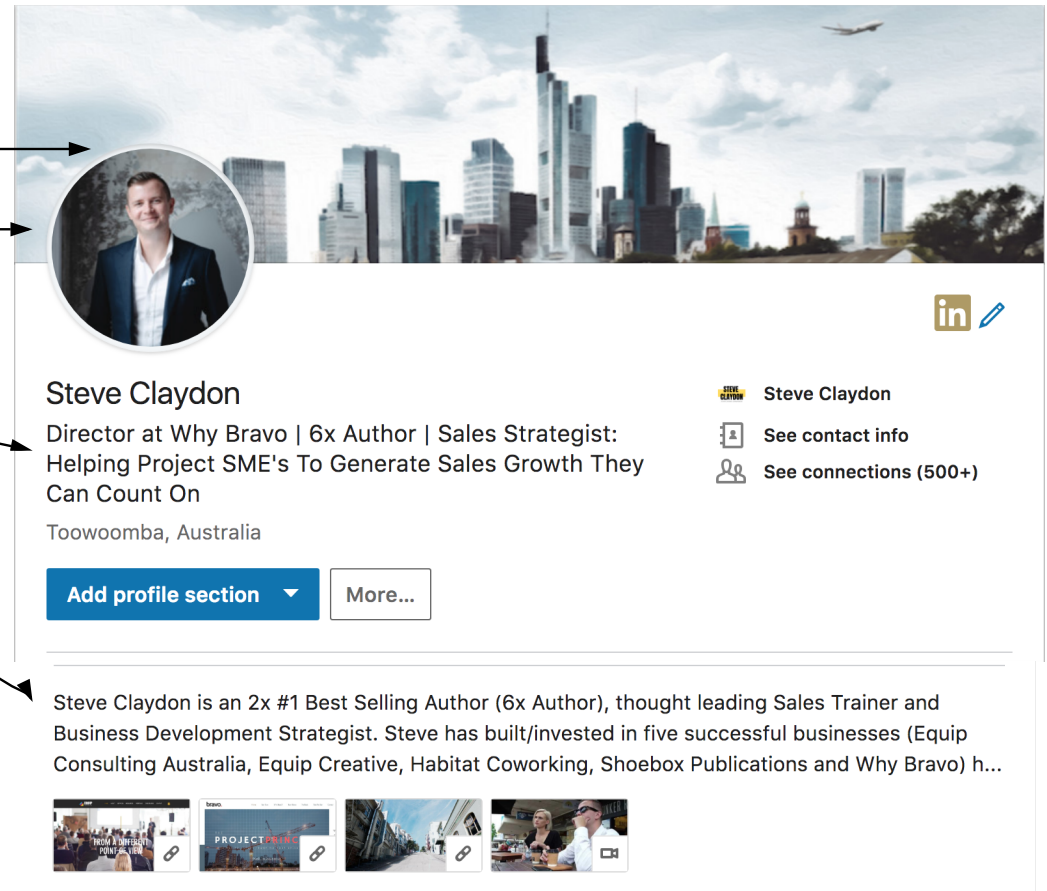 in
Steve Claydon
Director at Why Bravo | 6x Author | Sales Strategist:
Helping Project SME's To Generate Sales Growth They
Can Count On
Toowoomba, Australia
Add profile section
More...
STEVE
CLAYDON
Steve Claydon
See contact info
See connections (500+)
Steve Claydon is an 2x #1 Best Selling Author (6x Author), thought leading Sales Trainer and
Business Development Strategist. Steve has built/invested in five successful businesses (Equip
Consulting Australia, Equip Creative, Habitat Coworking, Shoebox Publications and Why Bravo) h...
FROM A DIFFERENT
POINT OF VIEW
bravo.
PROJECT